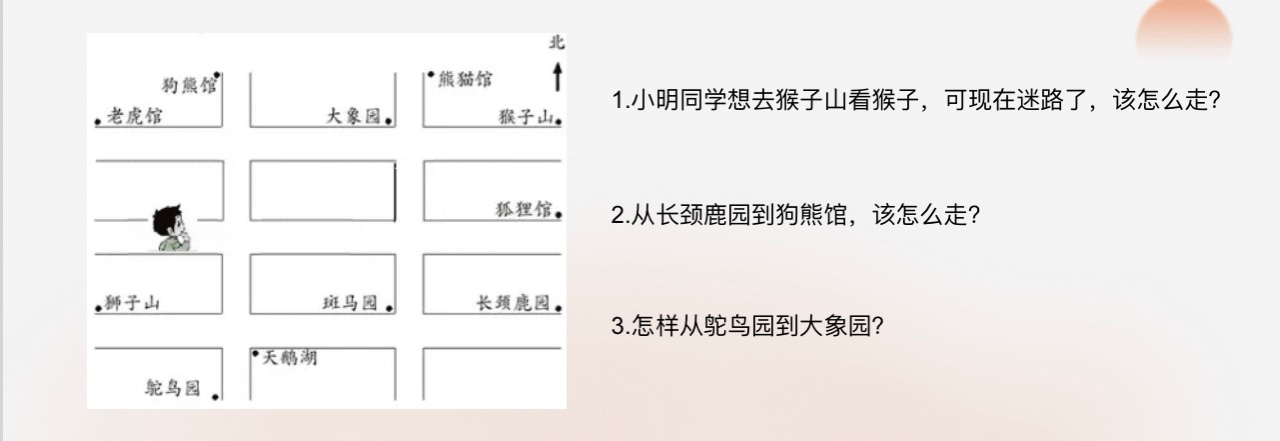 北
狗熊馆
熊猫馆
老虎馆
大象园
猴子山
狐狸馆
狮子山
斑马园
长颈鹿园
天鹅湖
鸵鸟园
1.小明同学想去猴子山看猴子，可现在迷路了，该怎么走？
2.从长颈鹿园到狗熊馆，该怎么走？
3.怎样从鸵鸟园到大象园？